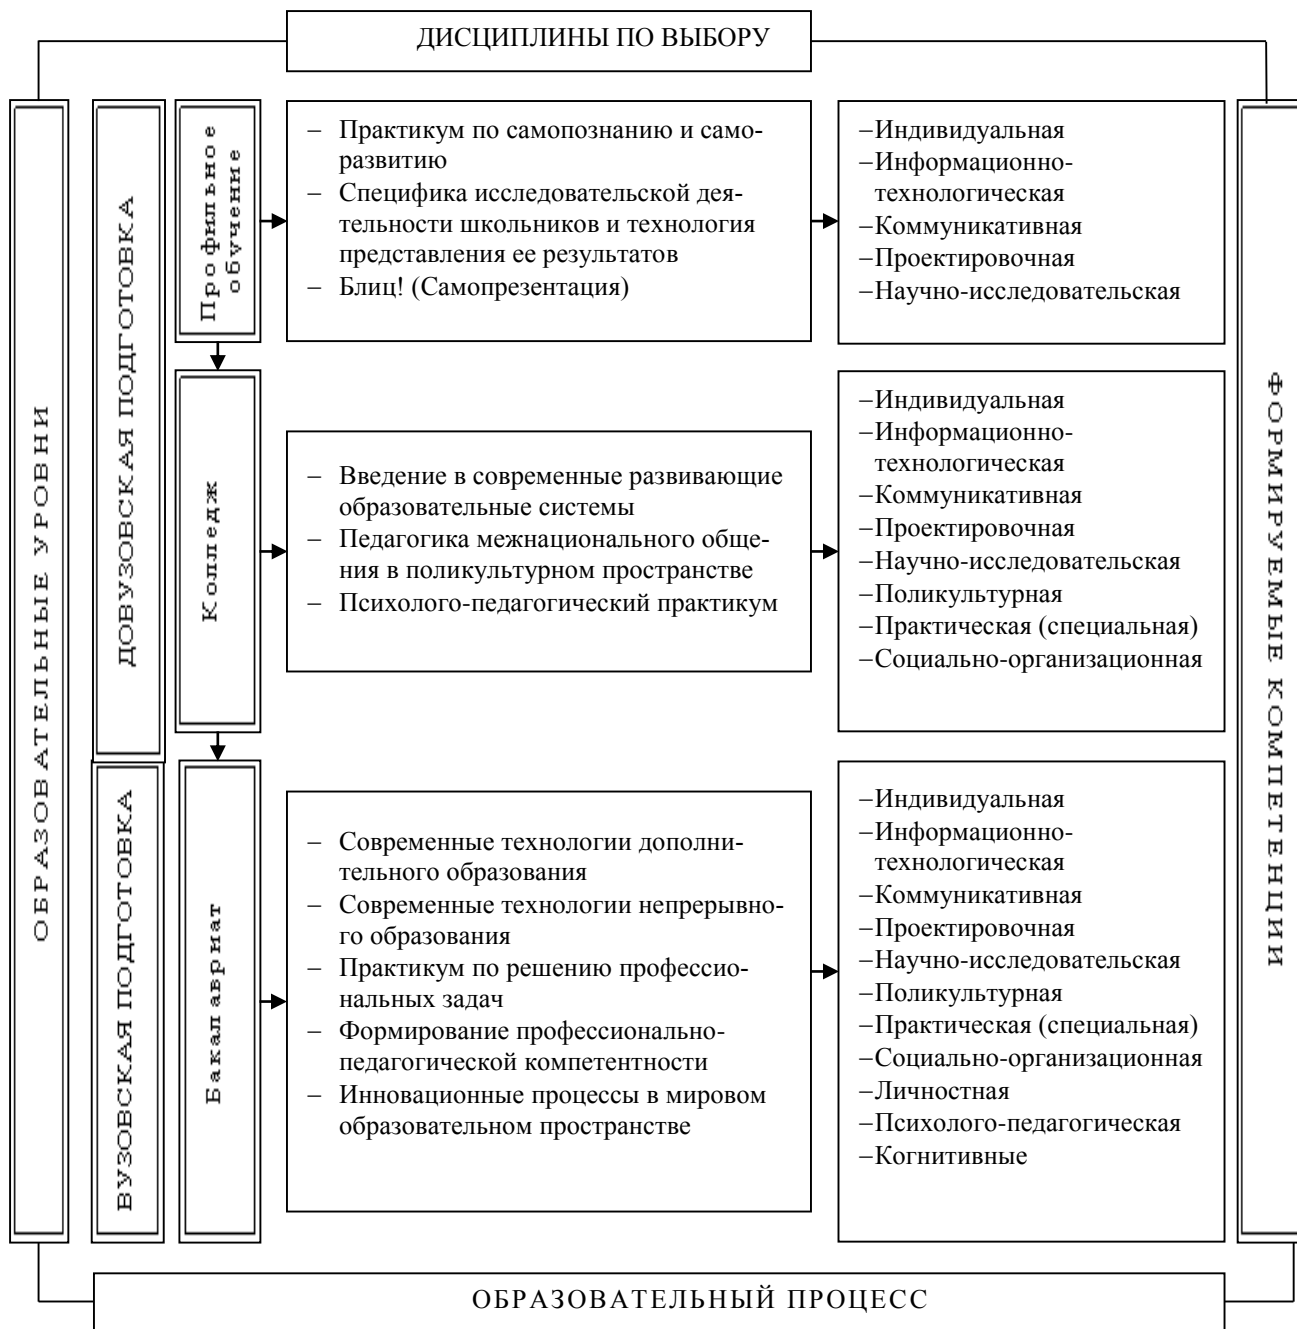 ДИСЦИПЛИНЫ ПО ВЫБОРУ
ОБРАЗОВАТЕЛЬНЫЕ УРОВНИ
ДОВУЗОВСКАЯ ПОДГОТОВКА
Профильное
обучение
– Практикум по самопознанию и само-
развитию
– Специфика исследовательской дея-
тельности школьников и технология
представления ее результатов
– Блиц! (Самопрезентация)
–Индивидуальная
–Информационно-
технологическая
–Коммуникативная
–Проектировочная
–Научно-исследовательская
Колледж
– Введение в современные развивающие
образовательные системы
– Педагогика межнационального обще-
ния в поликультурном пространстве
– Психолого-педагогический практикум
–Индивидуальная
–Информационно-
технологическая
–Коммуникативная
–Проектировочная
–Научно-исследовательская
–Поликультурная
–Практическая (специальная)
–Социально-организационная
ВУЗОВСКАЯ ПОДГОТОВКА
Бакалавриат
– Современные технологии дополни-
тельного образования
– Современные технологии непрерывно-
го образования
– Практикум по решению профессио-
нальных задач
– Формирование профессионально-
педагогической компетентности
– Инновационные процессы в мировом
образовательном пространстве
–Индивидуальная
–Информационно-
технологическая
–Коммуникативная
–Проектировочная
–Научно-исследовательская
–Поликультурная
–Практическая (специальная)
–Социально-организационная
–Личностная
–Психолого-педагогическая
–Когнитивные
ФОРМИРУЕМЫЕ КОМПЕТЕНЦИИ
ОБРАЗОВАТЕЛЬНЫЙ ПРОЦЕСС